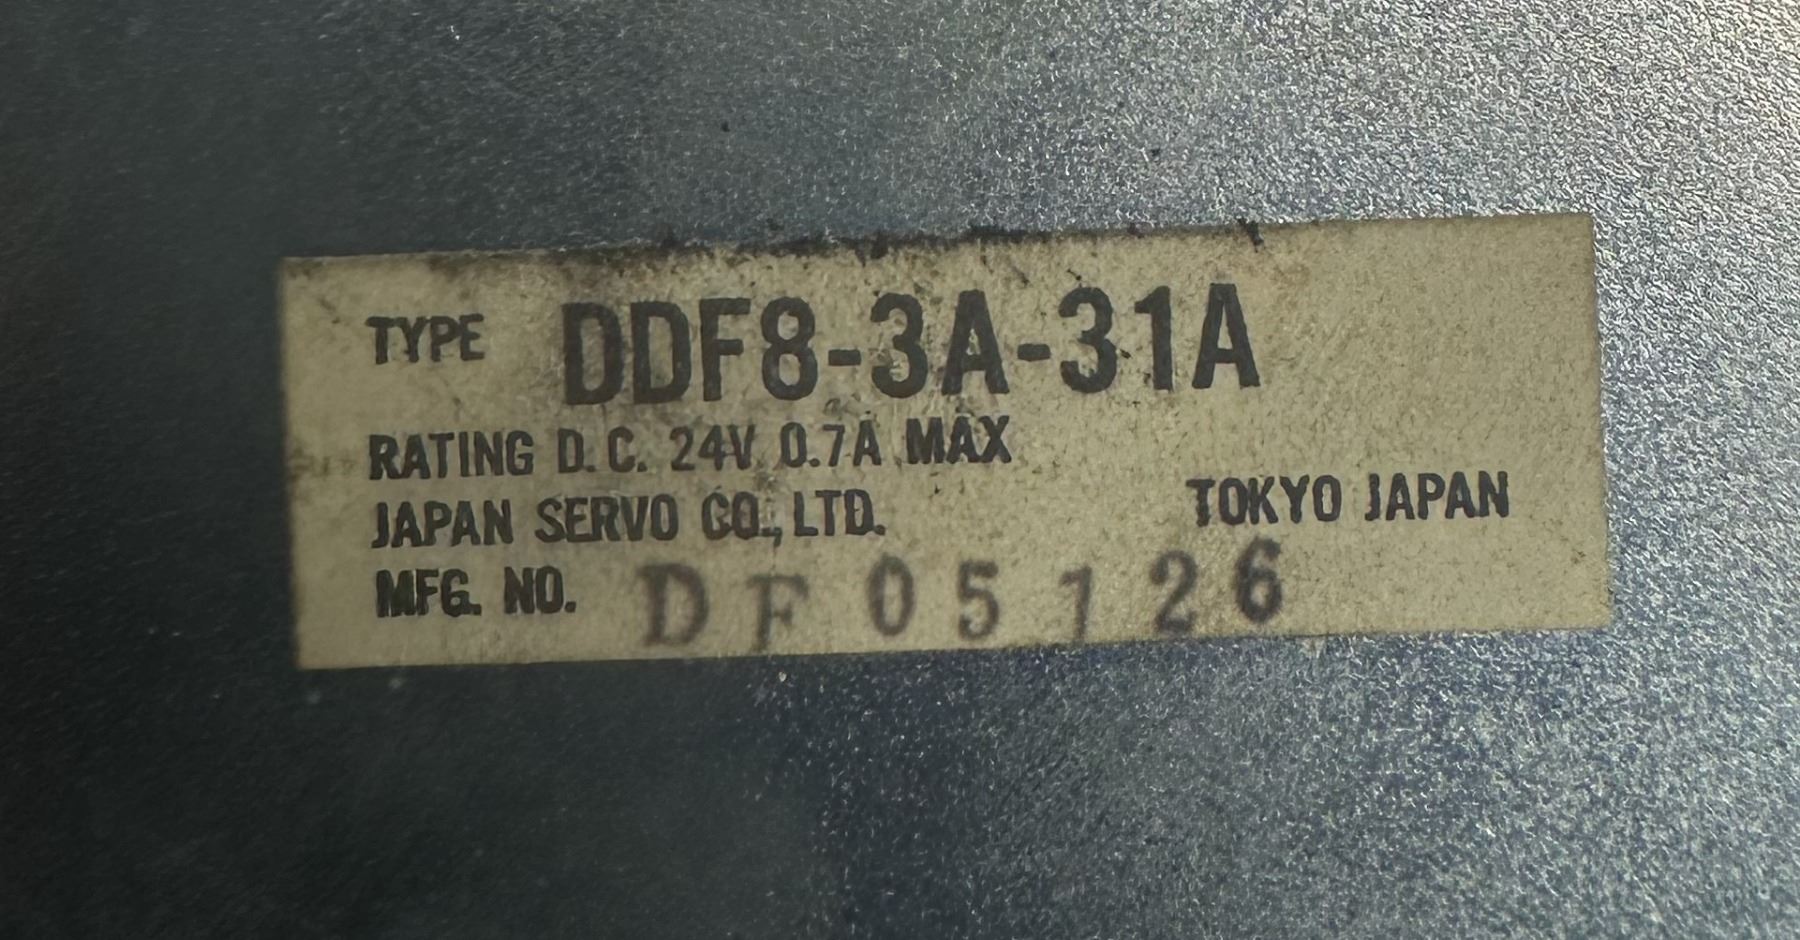 TYPE DDF8-3A-31A
RATING D.C. 24V 0.7A MAX
JAPAN SERVO CO., LTD. TOKYO JAPAN
MFG. NO. DF05126